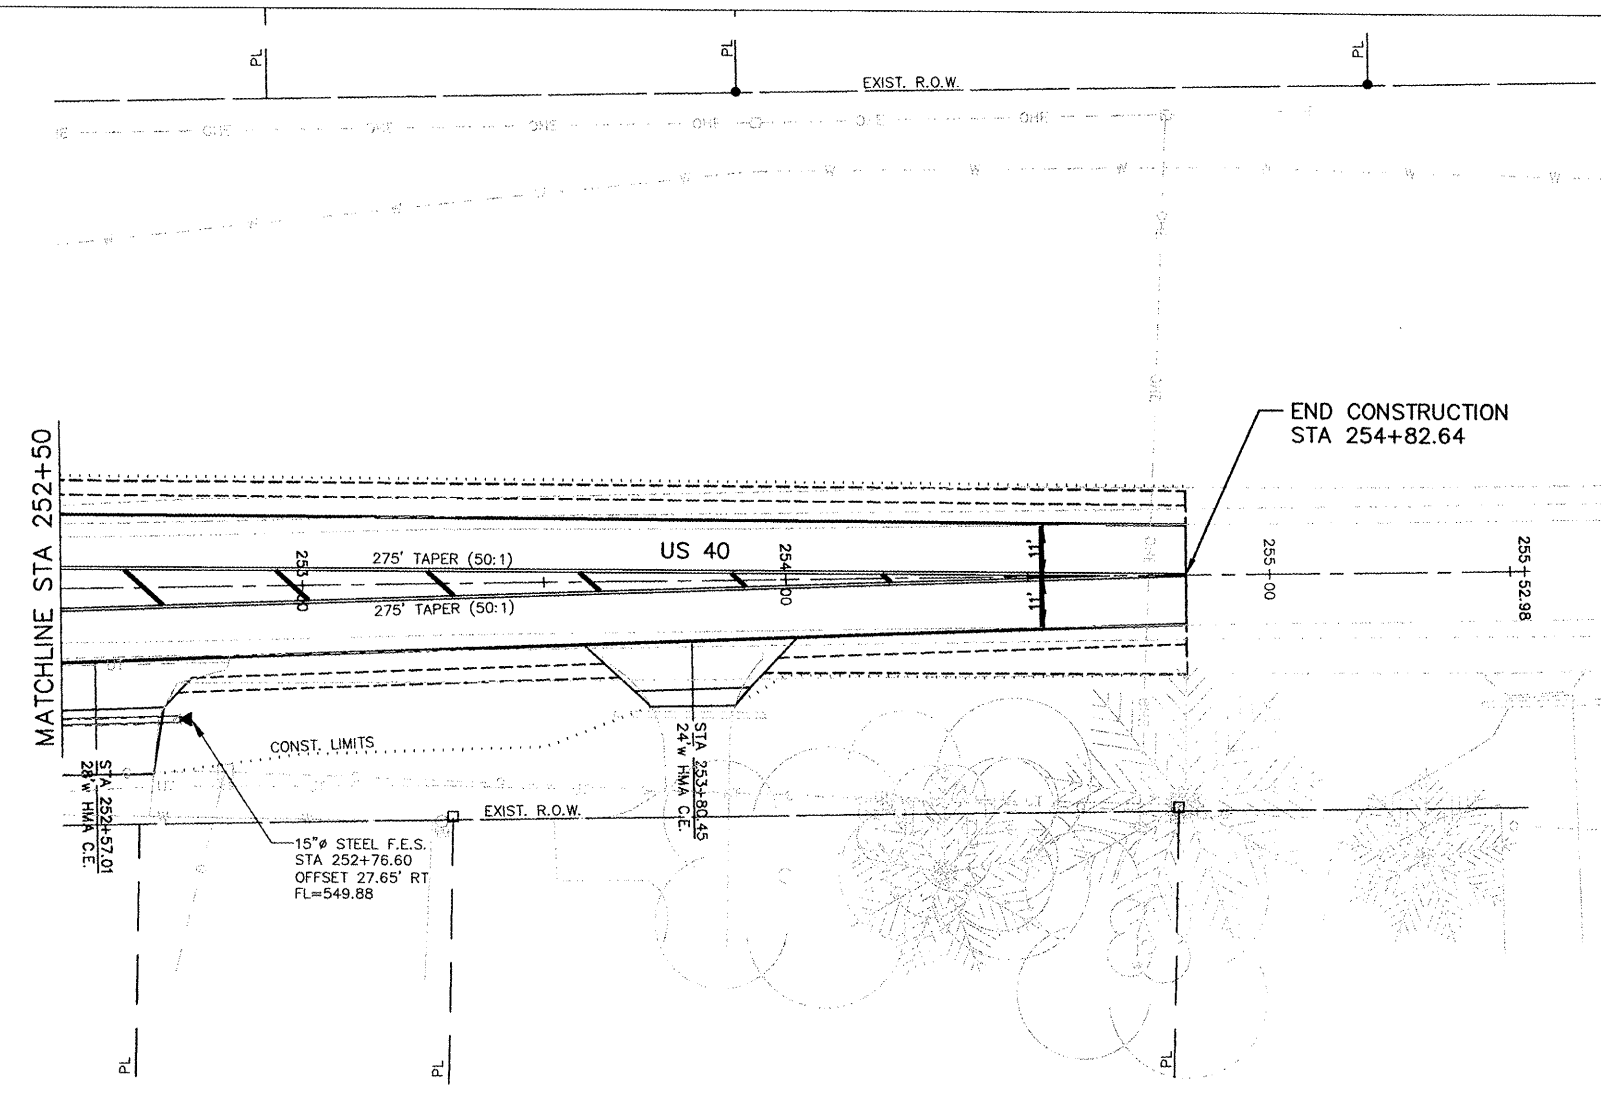 PL
PL
PL
EXIST. R.O.W.
OHE
OHE
OHE
W
W
W
W
W
END CONSTRUCTION
STA 254+82.64
MATCHLINE STA 252+50
275' TAPER (50:1)
US 40
253+00
254+00
11'
11'
255+00
255+52.98
275' TAPER (50:1)
CONST. LIMITS
STA 252+57.01
28'w HMA C.E.
STA 253+80.45
24'w HMA C.E.
EXIST. R.O.W.
15"ø STEEL F.E.S.
STA 252+76.60
OFFSET 27.65' RT
FL=549.88
PL
PL
PL